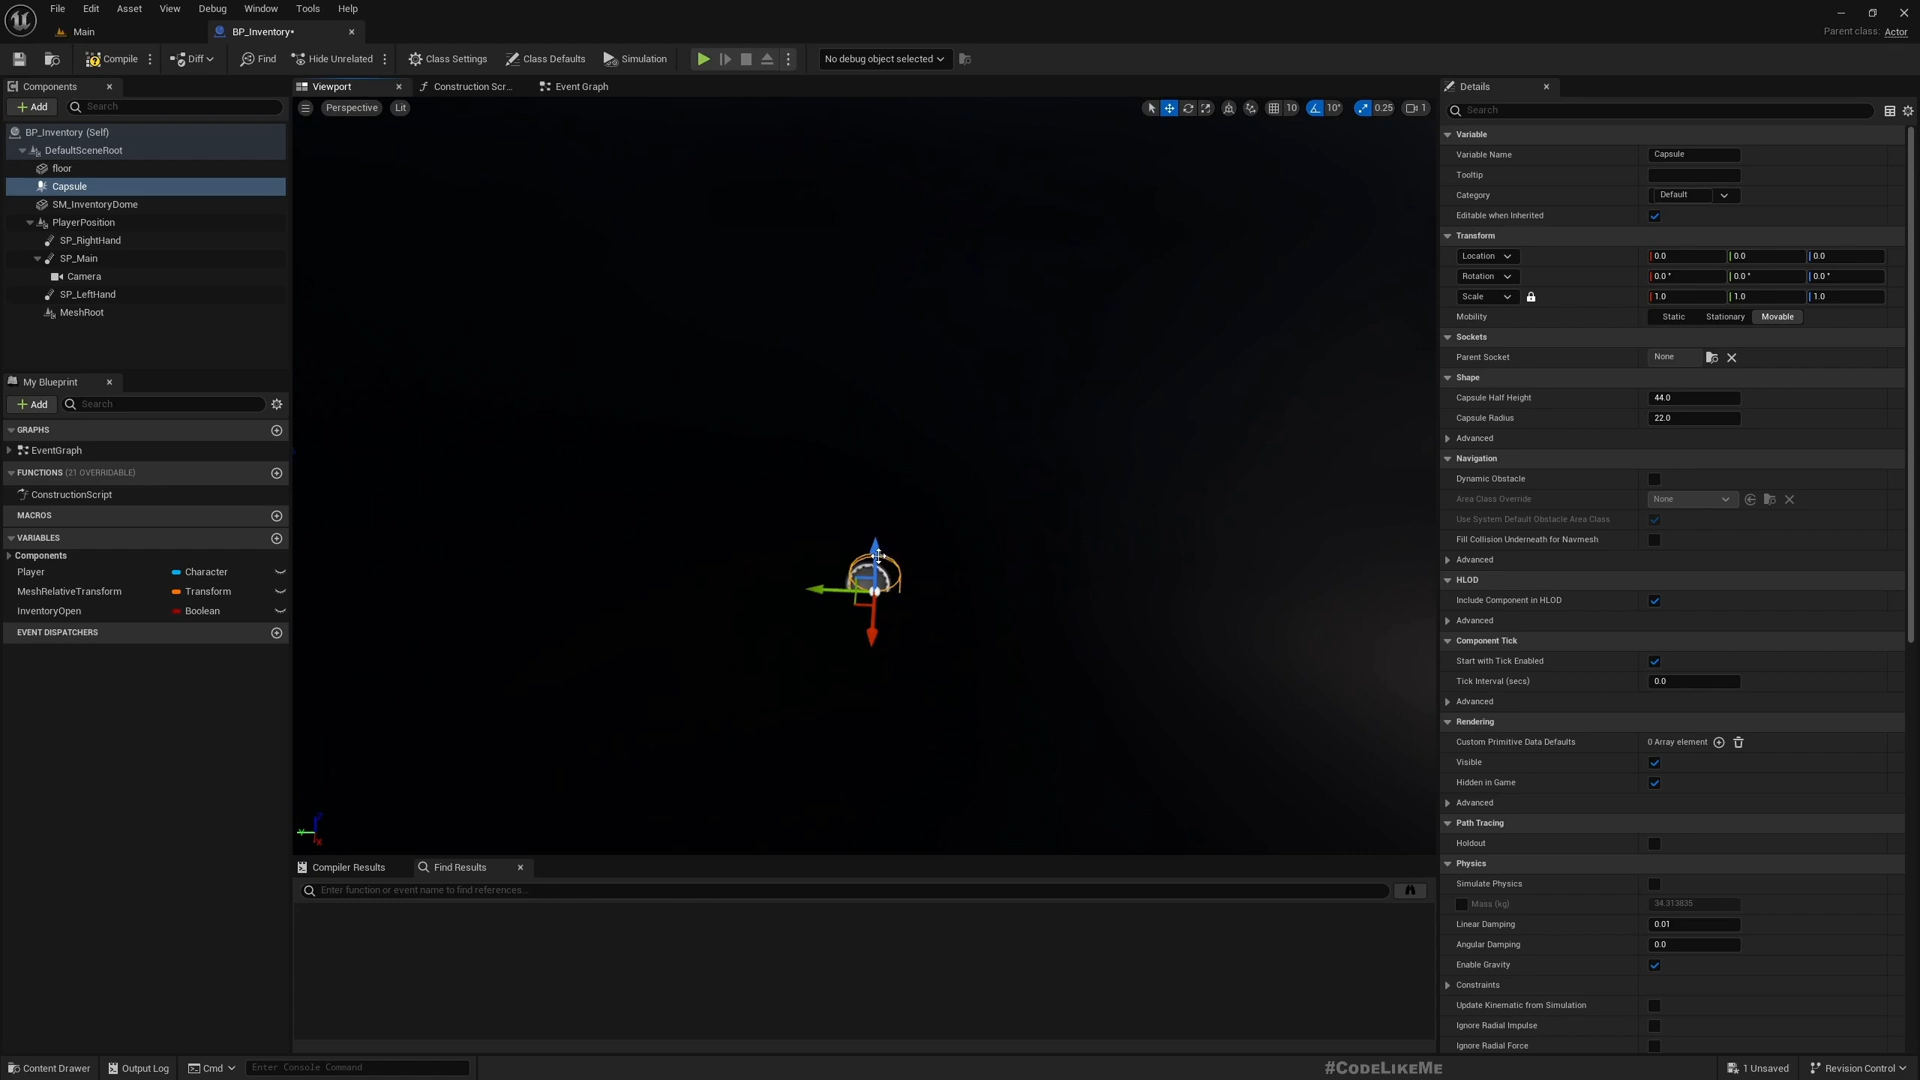 File Edit Asset View Debug Window Tools Help
Main BP_Inventory•
Parent class: Actor
Compile Diff Find Hide Unrelated Class Settings Class Defaults Simulation No debug object selected
Components
Add Search
BP_Inventory (Self)
DefaultSceneRoot
floor
Capsule
SM_InventoryDome
PlayerPosition
SP_RightHand
SP_Main
Camera
SP_LeftHand
MeshRoot
My Blueprint
Add Search
GRAPHS
EventGraph
FUNCTIONS (21 OVERRIDABLE)
ConstructionScript
MACROS
VARIABLES
Components
Player Character
MeshRelativeTransform Transform
InventoryOpen Boolean
EVENT DISPATCHERS
Viewport Construction Scr... Event Graph
Perspective Lit 10 10° 0.25 1
Compiler Results Find Results
Enter function or event name to find references...
Details
Search
Variable
Variable Name Capsule
Tooltip
Category Default
Editable when Inherited
Transform
Location 0.0 0.0 0.0
Rotation 0.0 ° 0.0 ° 0.0 °
Scale 1.0 1.0 1.0
Mobility Static Stationary Movable
Sockets
Parent Socket None
Shape
Capsule Half Height 44.0
Capsule Radius 22.0
Advanced
Navigation
Dynamic Obstacle
Area Class Override None
Use System Default Obstacle Area Class
Fill Collision Underneath for Navmesh
Advanced
HLOD
Include Component in HLOD
Advanced
Component Tick
Start with Tick Enabled
Tick Interval (secs) 0.0
Advanced
Rendering
Custom Primitive Data Defaults 0 Array element
Visible
Hidden in Game
Advanced
Path Tracing
Holdout
Physics
Simulate Physics
Mass (kg) 34.313835
Linear Damping 0.01
Angular Damping 0.0
Enable Gravity
Constraints
Update Kinematic from Simulation
Ignore Radial Impulse
Ignore Radial Force
Content Drawer Output Log Cmd Enter Console Command #CodeLikeMe 1 Unsaved Revision Control